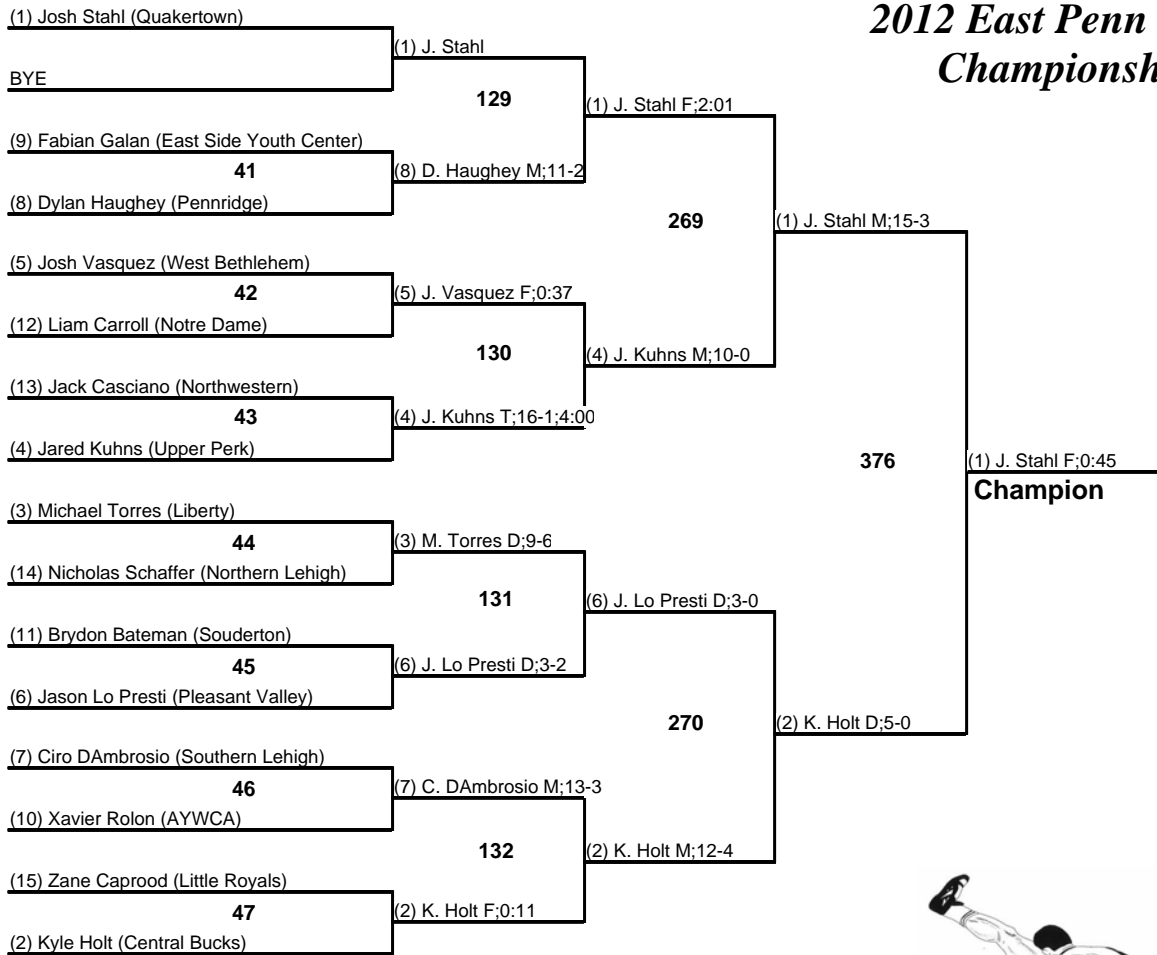 2012 East Penn
Championsh
(1) Josh Stahl (Quakertown)
BYE
(9) Fabian Galan (East Side Youth Center)
41
(8) Dylan Haughey (Pennridge)
(5) Josh Vasquez (West Bethlehem)
42
(12) Liam Carroll (Notre Dame)
(13) Jack Casciano (Northwestern)
43
(4) Jared Kuhns (Upper Perk)
(3) Michael Torres (Liberty)
44
(14) Nicholas Schaffer (Northern Lehigh)
(11) Brydon Bateman (Souderton)
45
(6) Jason Lo Presti (Pleasant Valley)
(7) Ciro DAmbrosio (Southern Lehigh)
46
(10) Xavier Rolon (AYWCA)
(15) Zane Caprood (Little Royals)
47
(2) Kyle Holt (Central Bucks)
(1) J. Stahl
129
(8) D. Haughey M;11-2
(5) J. Vasquez F;0:37
130
(4) J. Kuhns T;16-1;4:00
(3) M. Torres D;9-6
131
(6) J. Lo Presti D;3-2
(7) C. DAmbrosio M;13-3
132
(2) K. Holt F;0:11
(1) J. Stahl F;2:01
269
(4) J. Kuhns M;10-0
(6) J. Lo Presti D;3-0
270
(2) K. Holt M;12-4
(1) J. Stahl M;15-3
376
(2) K. Holt D;5-0
(1) J. Stahl F;0:45
Champion